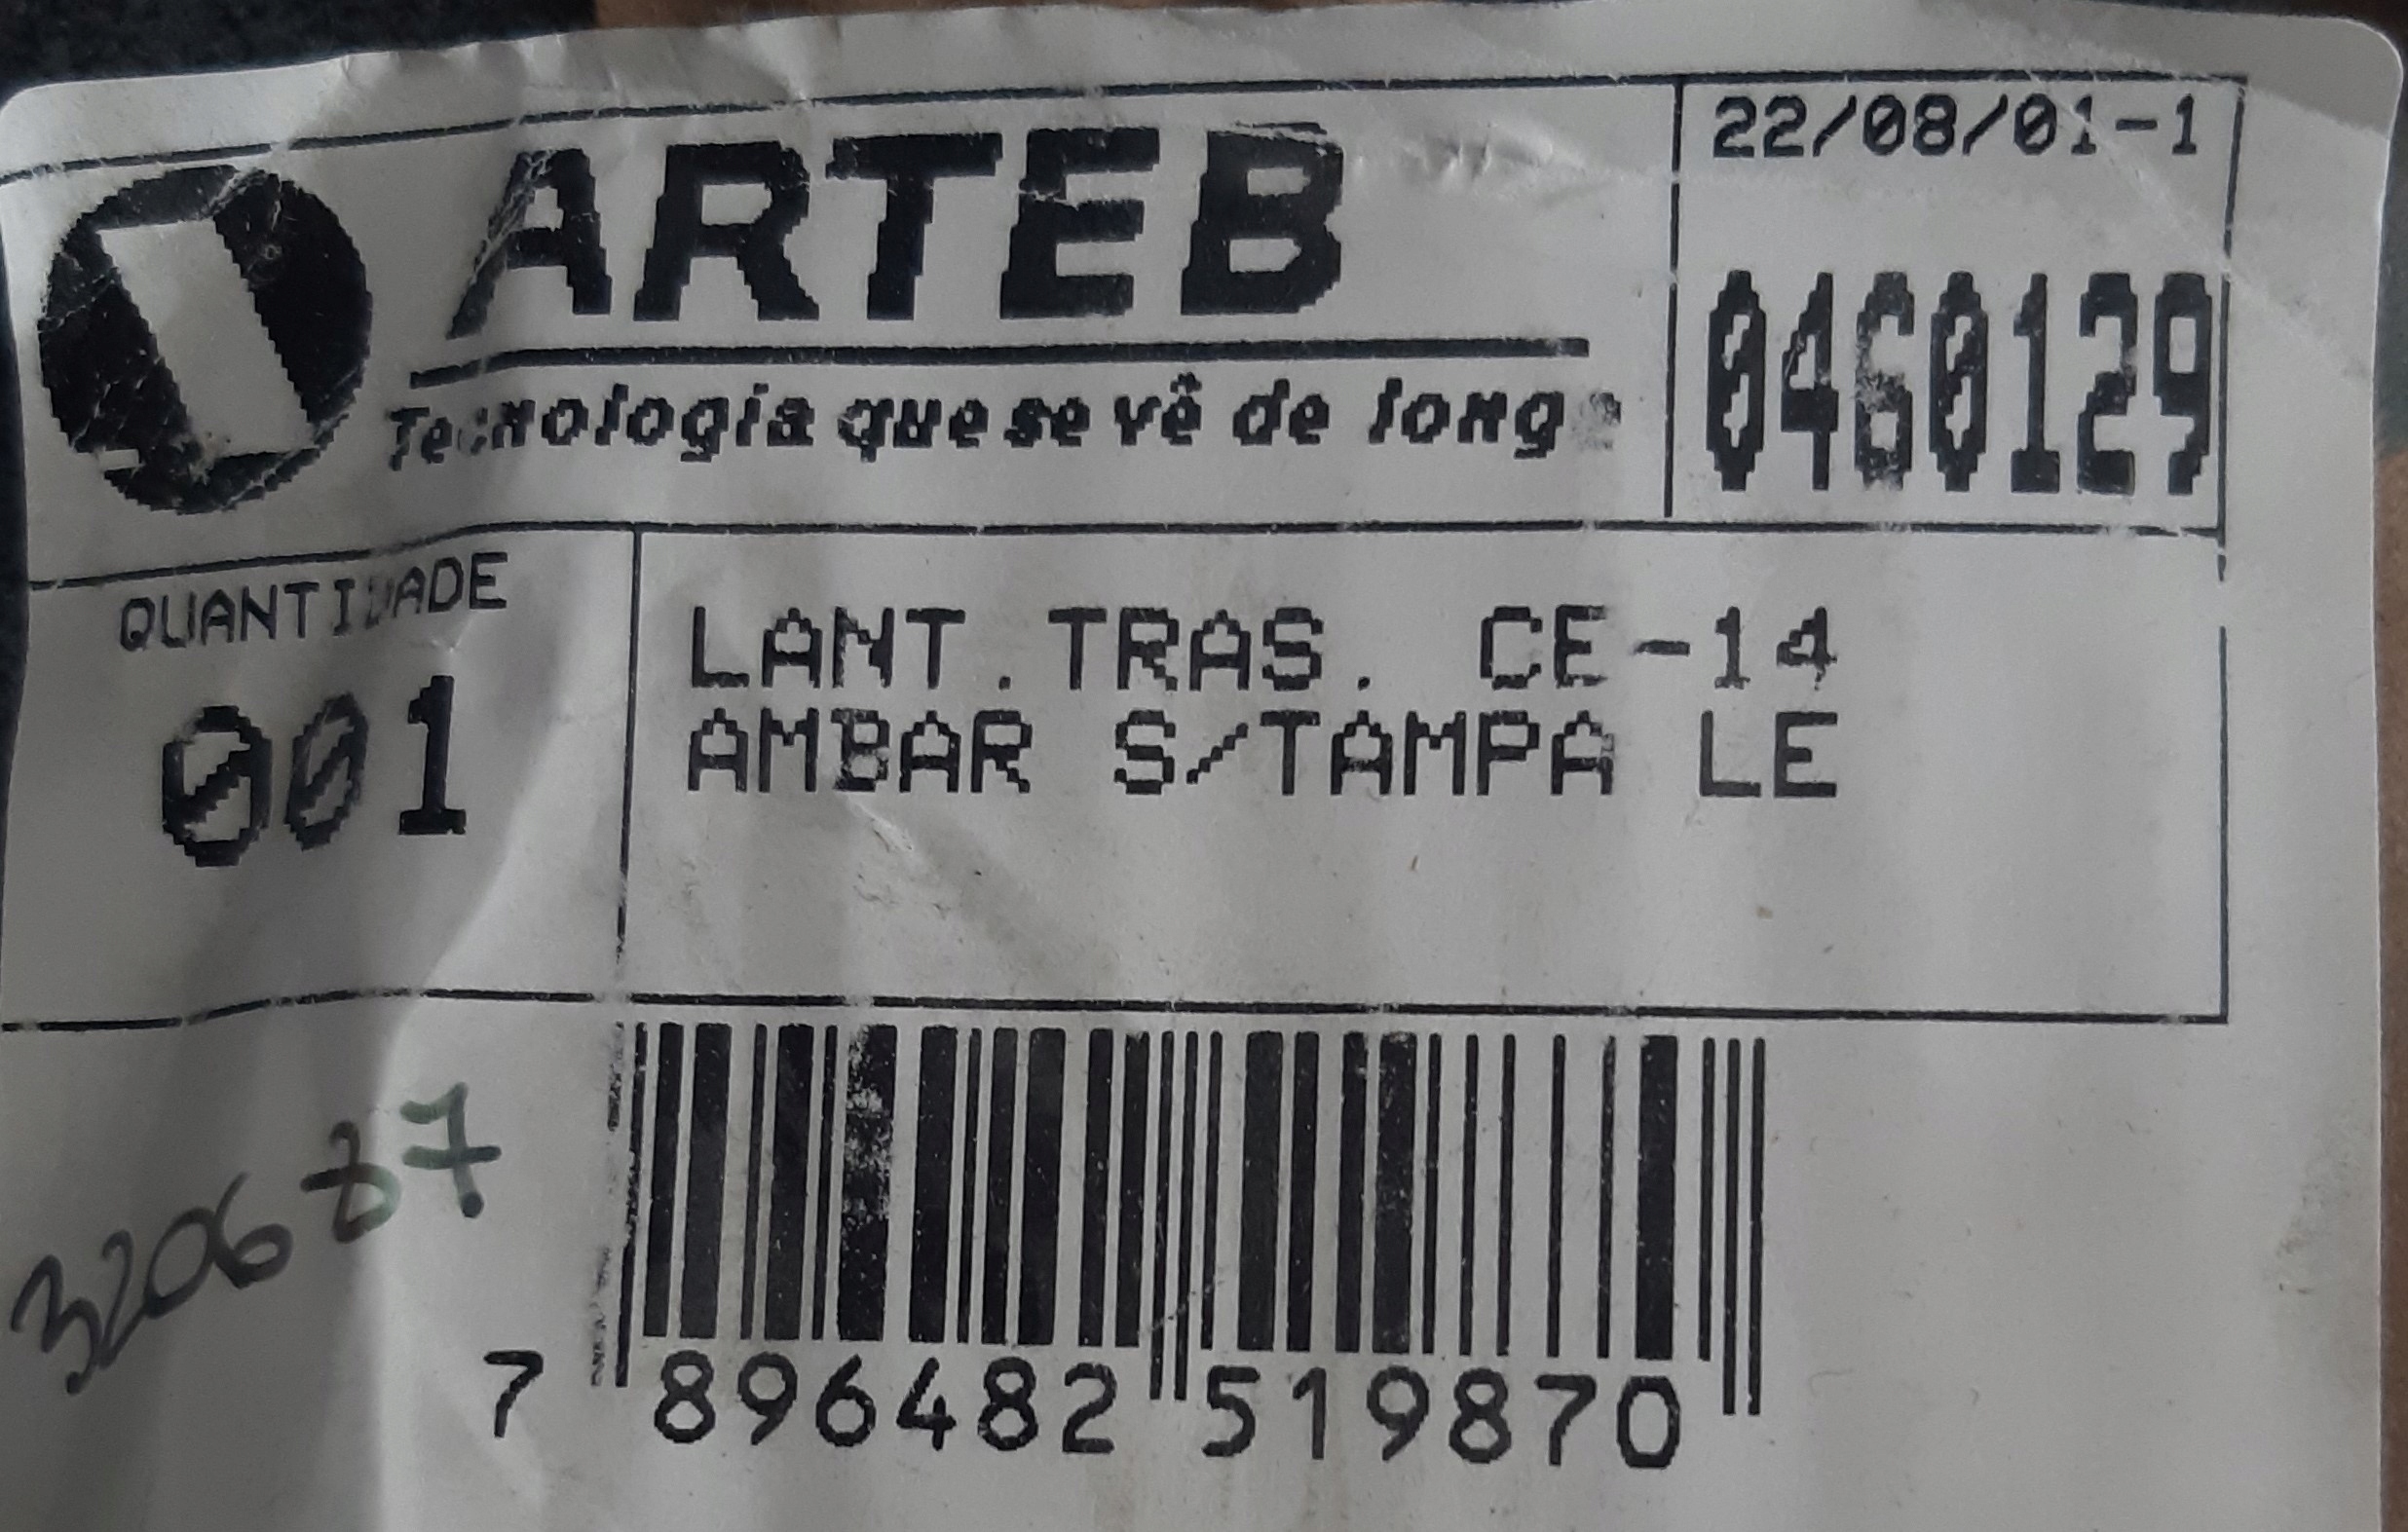 ARTEB
Tecnologia que se vê de longe
22/08/01-1
0460129
QUANTIDADE
001
LANT.TRAS. CE-14
AMBAR S/TAMPA LE
7 896482 519870